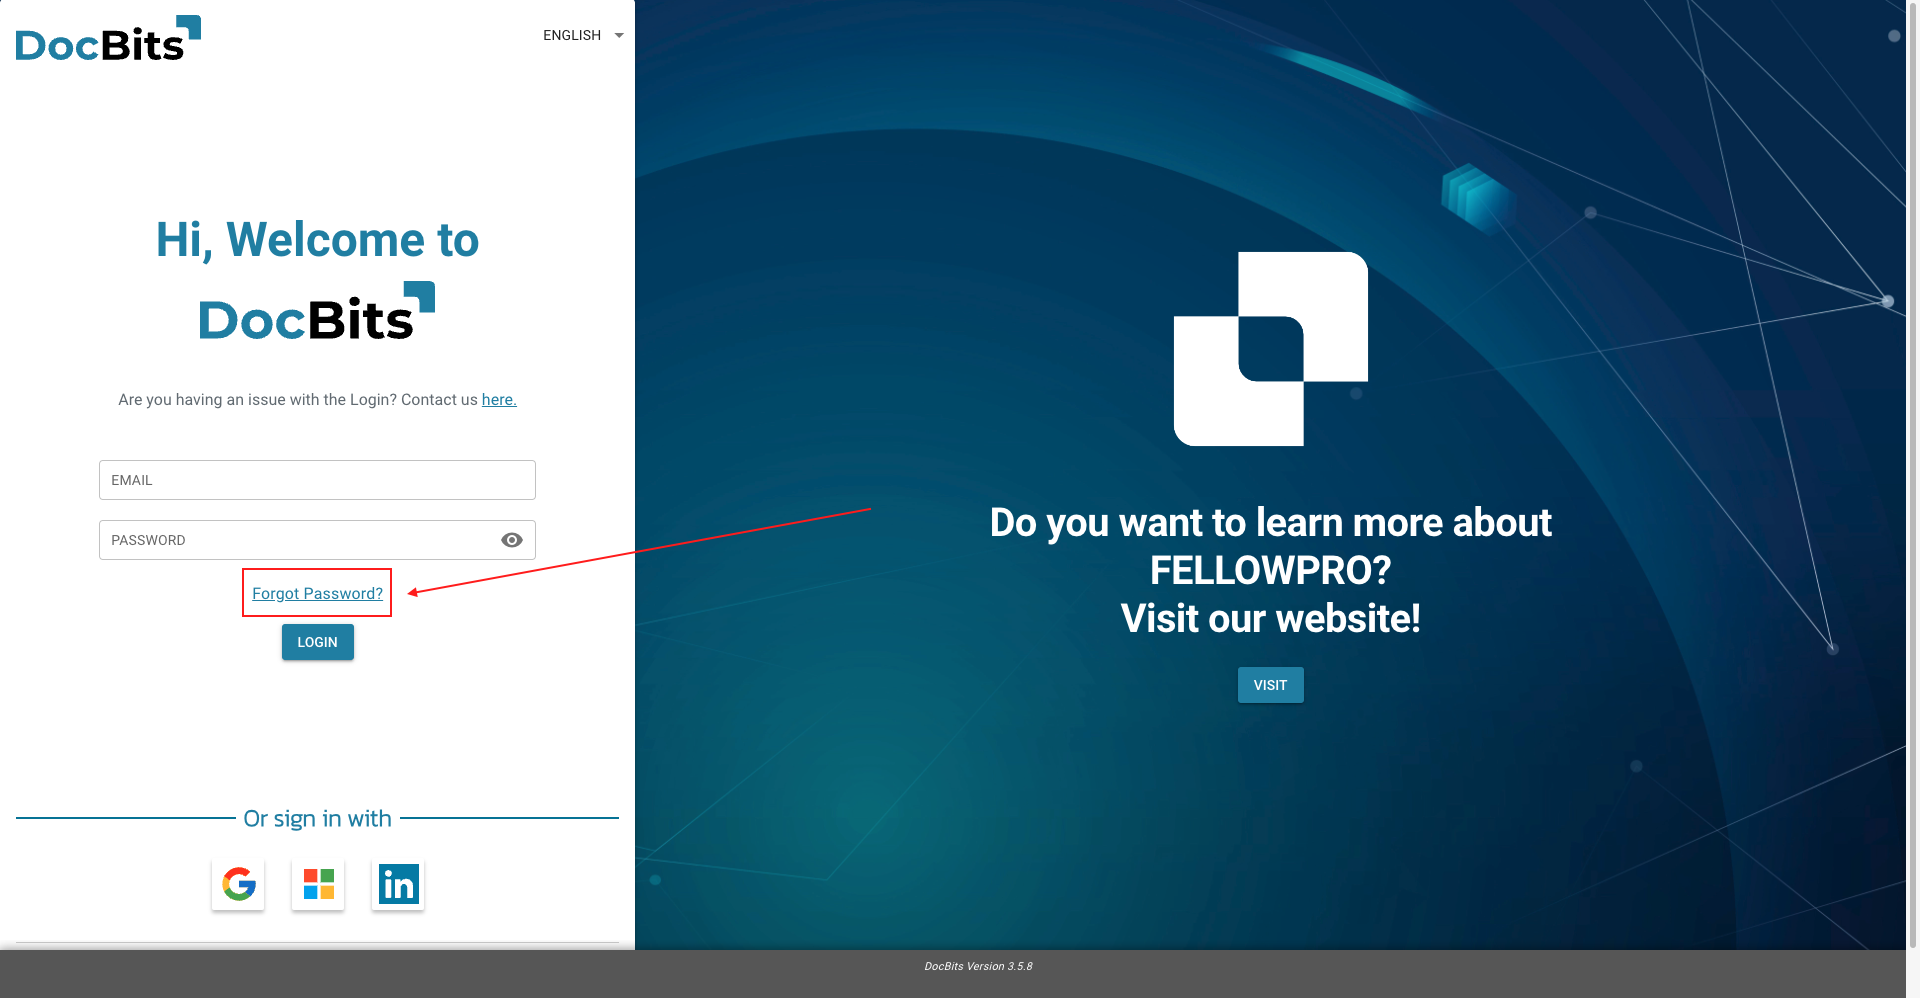 DocBits
ENGLISH
Hi, Welcome to
DocBits
Are you having an issue with the Login? Contact us here.
EMAIL
PASSWORD
Forgot Password?
LOGIN
Or sign in with
in
Do you want to learn more about
FELLOWPRO?
Visit our website!
VISIT
DocBits Version 3.5.8